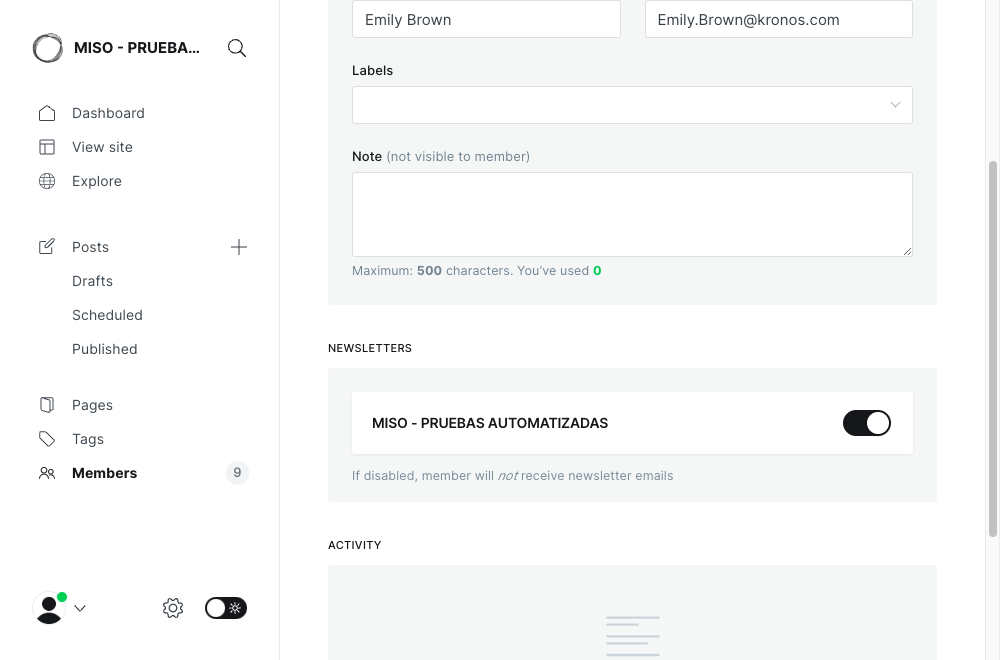 MISO - PRUEBA...
Dashboard
View site
Explore
Posts
Drafts
Scheduled
Published
Pages
Tags
Members 9
Emily Brown
Emily.Brown@kronos.com
Labels
Note (not visible to member)
Maximum: 500 characters. You’ve used 0
NEWSLETTERS
MISO - PRUEBAS AUTOMATIZADAS
If disabled, member will not receive newsletter emails
ACTIVITY